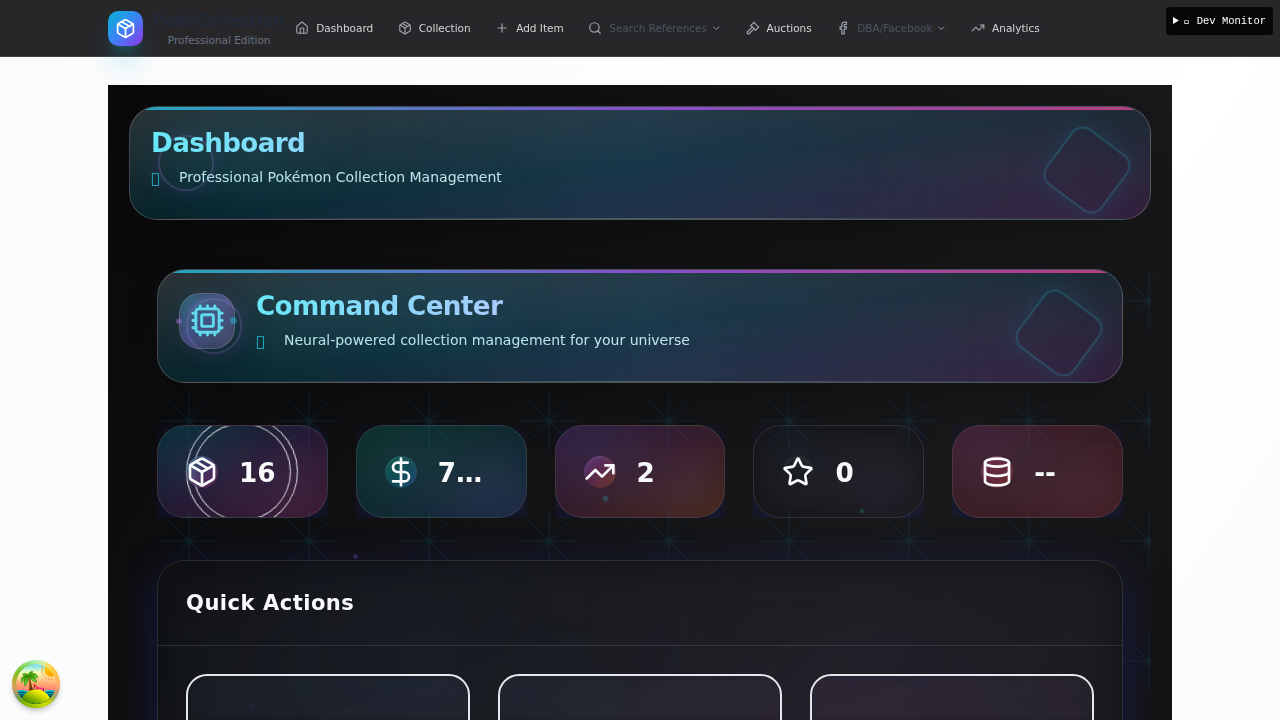 Professional Edition
Dashboard
Collection
Add Item
Search References
Auctions
DBA/Facebook
Analytics
Dev Monitor
Dashboard
Professional Pokémon Collection Management
Command Center
Neural-powered collection management for your universe
16
7...
2
0
--
Quick Actions